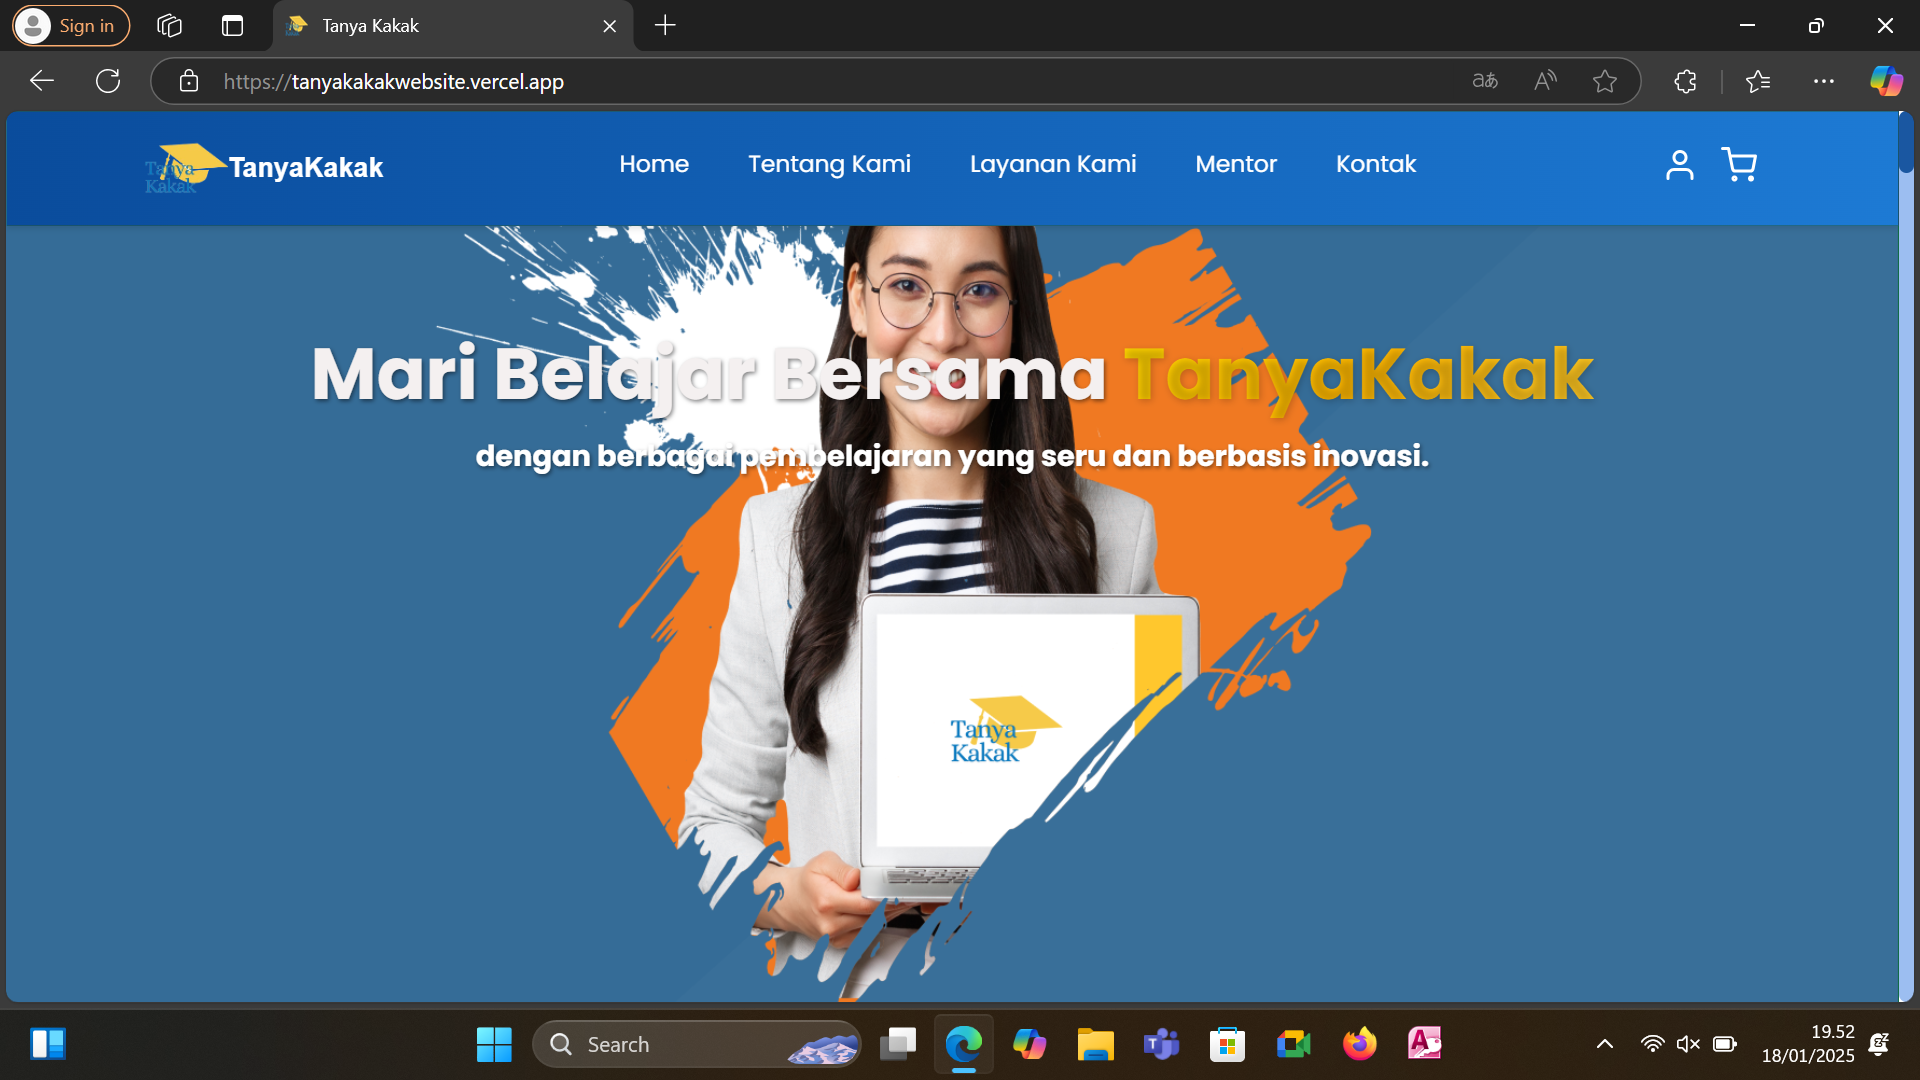 Sign in
Tanya Kakak
https://tanyakakakwebsite.vercel.app
aあ
A
Tanya
Kakak
TanyaKakak
Home
Tentang Kami
Layanan Kami
Mentor
Kontak
Mari Belajar Bersama TanyaKakak
dengan berbagai pembelajaran yang seru dan berbasis inovasi.
Tanya
Kakak
Search
T
A
19.52
18/01/2025